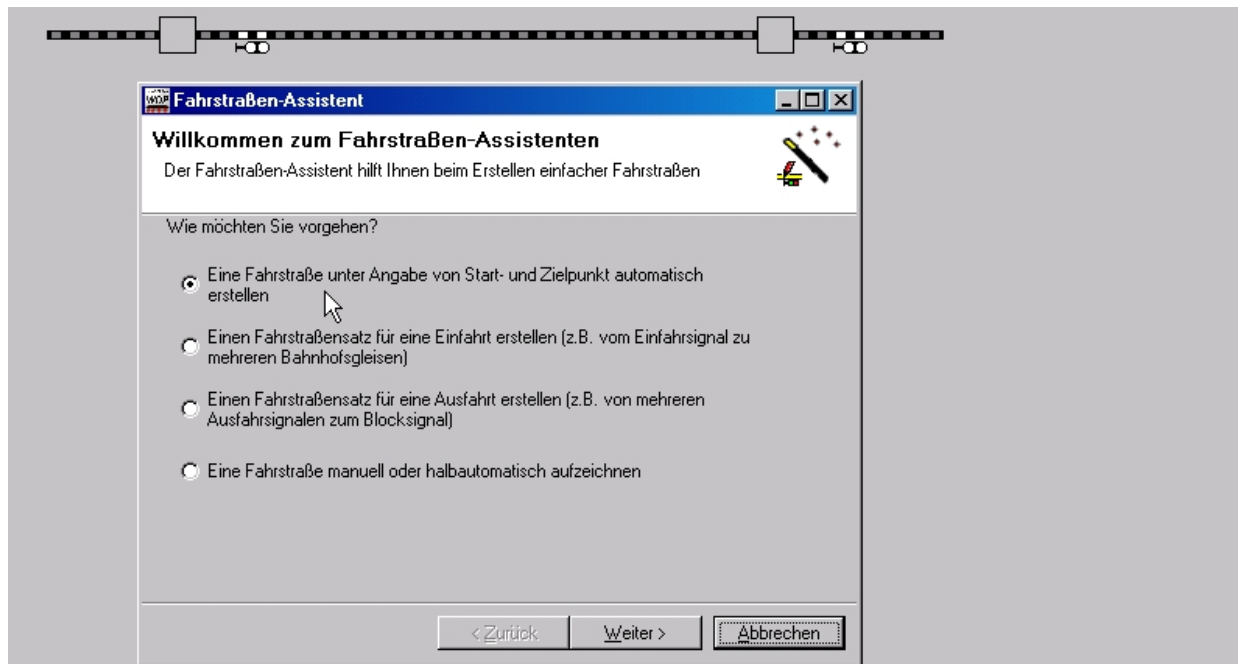 WDP Fahrstraßen-Assistent
Willkommen zum Fahrstraßen-Assistenten
Der Fahrstraßen-Assistent hilft Ihnen beim Erstellen einfacher Fahrstraßen
Wie möchten Sie vorgehen?
Eine Fahrstraße unter Angabe von Start- und Zielpunkt automatisch
erstellen
Einen Fahrstraßensatz für eine Einfahrt erstellen (z.B. vom Einfahrsignal zu
mehreren Bahnhofsgleisen)
Einen Fahrstraßensatz für eine Ausfahrt erstellen (z.B. von mehreren
Ausfahrsignalen zum Blocksignal)
Eine Fahrstraße manuell oder halbautomatisch aufzeichnen
< Zurück Weiter > Abbrechen